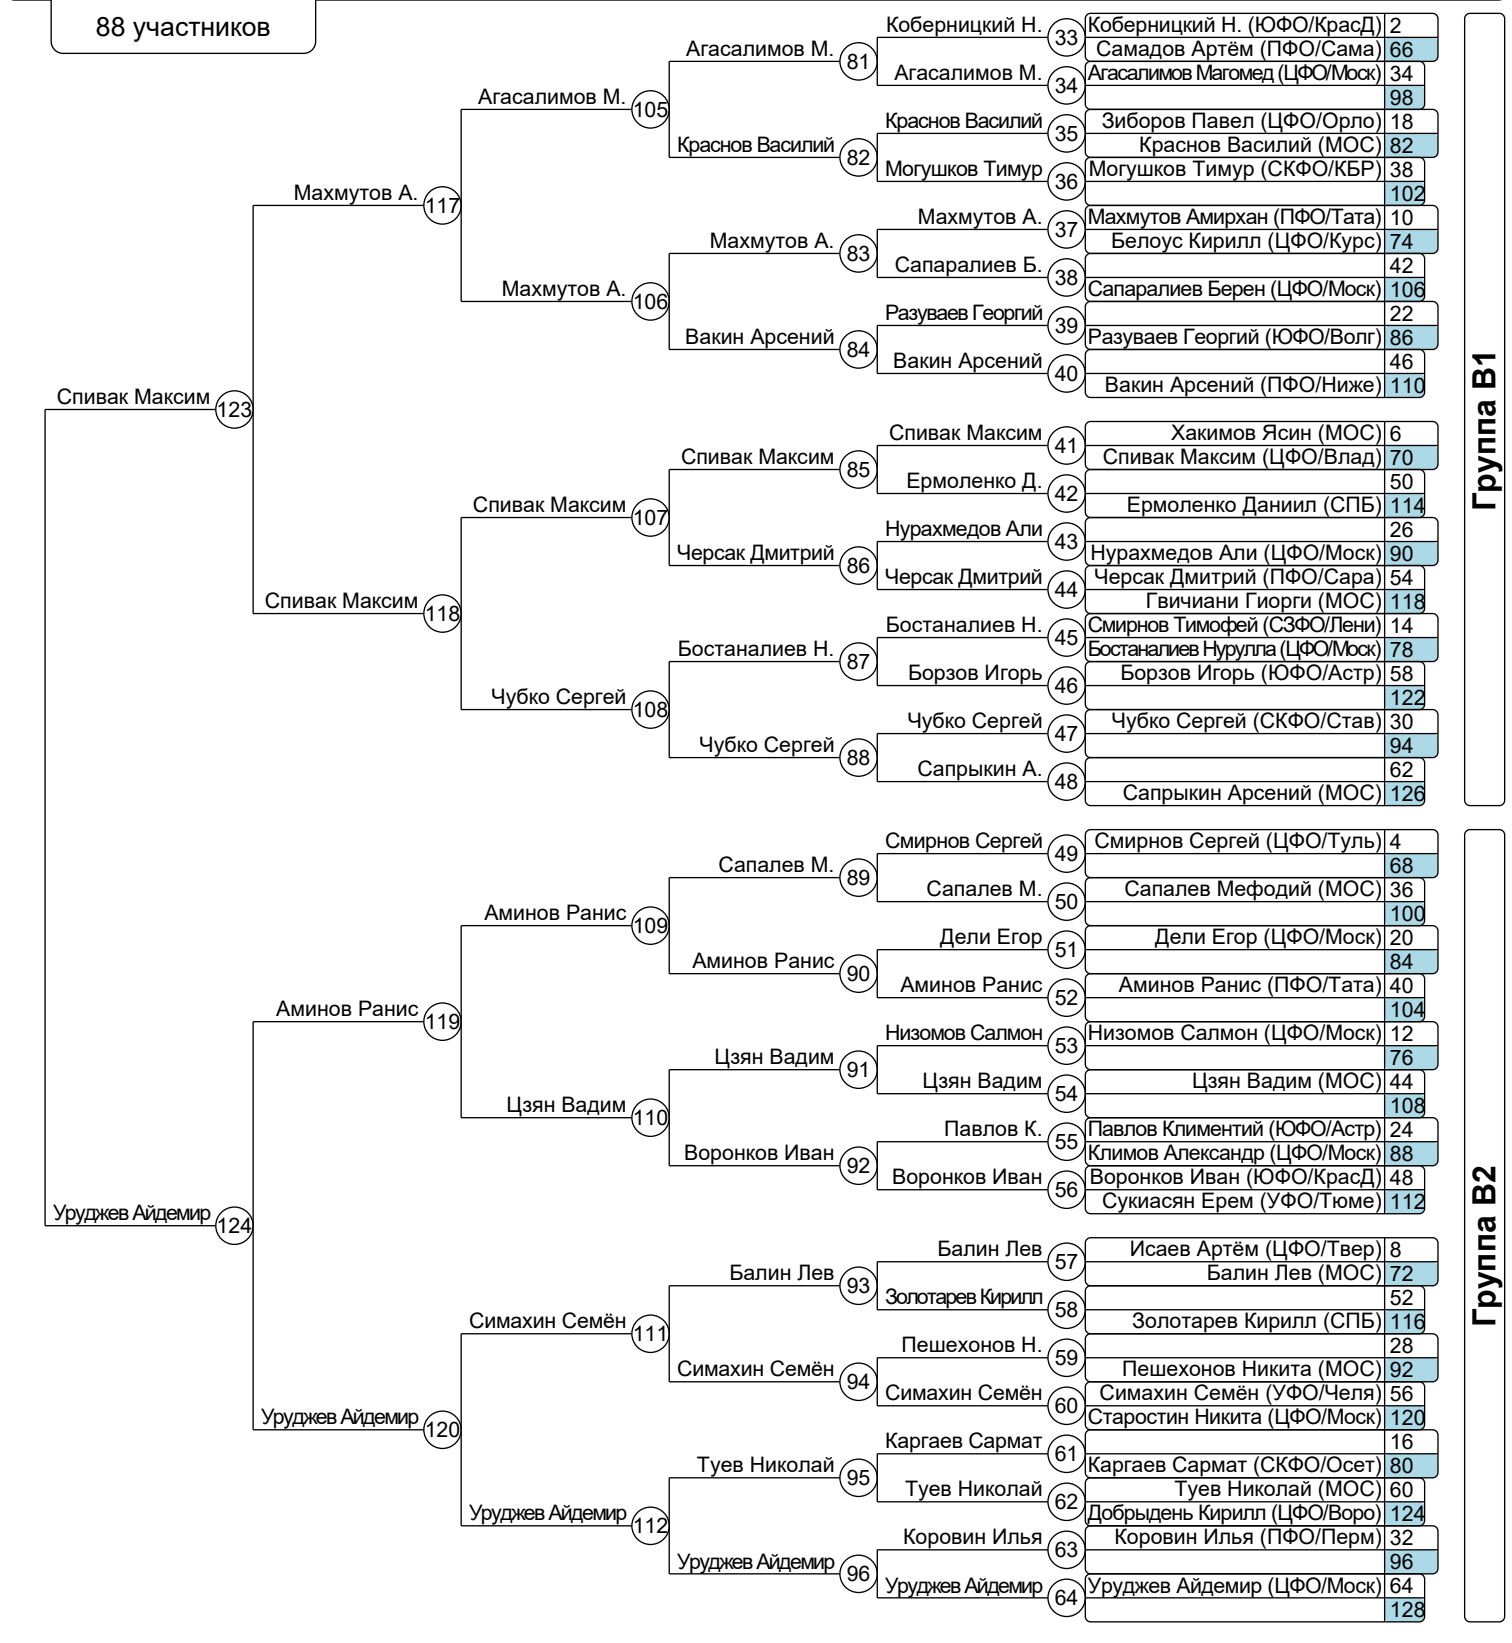 88 участников
Коберницкий Н. 33 Коберницкий Н. (ЮФО/КрасД) 2
Агасалимов М. 81 Самадов Артём (ПФО/Сама) 66
Агасалимов М. 34 Агасалимов Магомед (ЦФО/Моск) 34
Агасалимов М. 105 98
Краснов Василий 35 Зиборов Павел (ЦФО/Орло) 18
Краснов Василий 82 Краснов Василий (МОС) 82
Могушков Тимур 36 Могушков Тимур (СКФО/КБР) 38
Махмутов А. 117 102
Махмутов А. 37 Махмутов Амирхан (ПФО/Тата) 10
Махмутов А. 83 Белоус Кирилл (ЦФО/Курс) 74
Сапаралиев Б. 38 42
Махмутов А. 106 Сапаралиев Берен (ЦФО/Моск) 106
Разуваев Георгий 39 22
Вакин Арсений 84 Разуваев Георгий (ЮФО/Волг) 86
Вакин Арсений 40 46
Спивак Максим 123 Вакин Арсений (ПФО/Ниже) 110
Группа B1
Спивак Максим 41 Хакимов Ясин (МОС) 6
Спивак Максим 85 Спивак Максим (ЦФО/Влад) 70
Ермоленко Д. 42 50
Спивак Максим 107 Ермоленко Даниил (СПБ) 114
Нурахмедов Али 43 26
Черсак Дмитрий 86 Нурахмедов Али (ЦФО/Моск) 90
Черсак Дмитрий 44 Черсак Дмитрий (ПФО/Сара) 54
Спивак Максим 118 Гвичиани Гиорги (МОС) 118
Бостаналиев Н. 45 Смирнов Тимофей (СЗФО/Лени) 14
Бостаналиев Н. 87 Бостаналиев Нурулла (ЦФО/Моск) 78
Борзов Игорь 46 Борзов Игорь (ЮФО/Астр) 58
Чубко Сергей 108 122
Чубко Сергей 47 Чубко Сергей (СКФО/Став) 30
Чубко Сергей 88 94
Сапрыкин А. 48 62
Сапрыкин Арсений (МОС) 126
Смирнов Сергей 49 Смирнов Сергей (ЦФО/Туль) 4
Сапалев М. 89 68
Сапалев М. 50 Сапалев Мефодий (МОС) 36
Аминов Ранис 109 100
Дели Егор 51 Дели Егор (ЦФО/Моск) 20
Аминов Ранис 90 84
Аминов Ранис 52 Аминов Ранис (ПФО/Тата) 40
Аминов Ранис 119 104
Низомов Салмон 53 Низомов Салмон (ЦФО/Моск) 12
Цзян Вадим 91 76
Цзян Вадим 54 Цзян Вадим (МОС) 44
Цзян Вадим 110 108
Павлов К. 55 Павлов Климентий (ЮФО/Астр) 24
Воронков Иван 92 Климов Александр (ЦФО/Моск) 88
Воронков Иван 56 Воронков Иван (ЮФО/КрасД) 48
Уруджев Айдемир 124 Сукиасян Ерем (УФО/Тюме) 112
Группа B2
Балин Лев 57 Исаев Артём (ЦФО/Твер) 8
Балин Лев 93 Балин Лев (МОС) 72
Золотарев Кирилл 58 52
Симахин Семён 111 Золотарев Кирилл (СПБ) 116
Пешехонов Н. 59 28
Симахин Семён 94 Пешехонов Никита (МОС) 92
Симахин Семён 60 Симахин Семён (УФО/Челя) 56
Уруджев Айдемир 120 Старостин Никита (ЦФО/Моск) 120
Каргаев Сармат 61 16
Туев Николай 95 Каргаев Сармат (СКФО/Осет) 80
Туев Николай 62 Туев Николай (МОС) 60
Уруджев Айдемир 112 Добрыдень Кирилл (ЦФО/Воро) 124
Коровин Илья 63 Коровин Илья (ПФО/Перм) 32
Уруджев Айдемир 96 96
Уруджев Айдемир 64 Уруджев Айдемир (ЦФО/Моск) 64
128